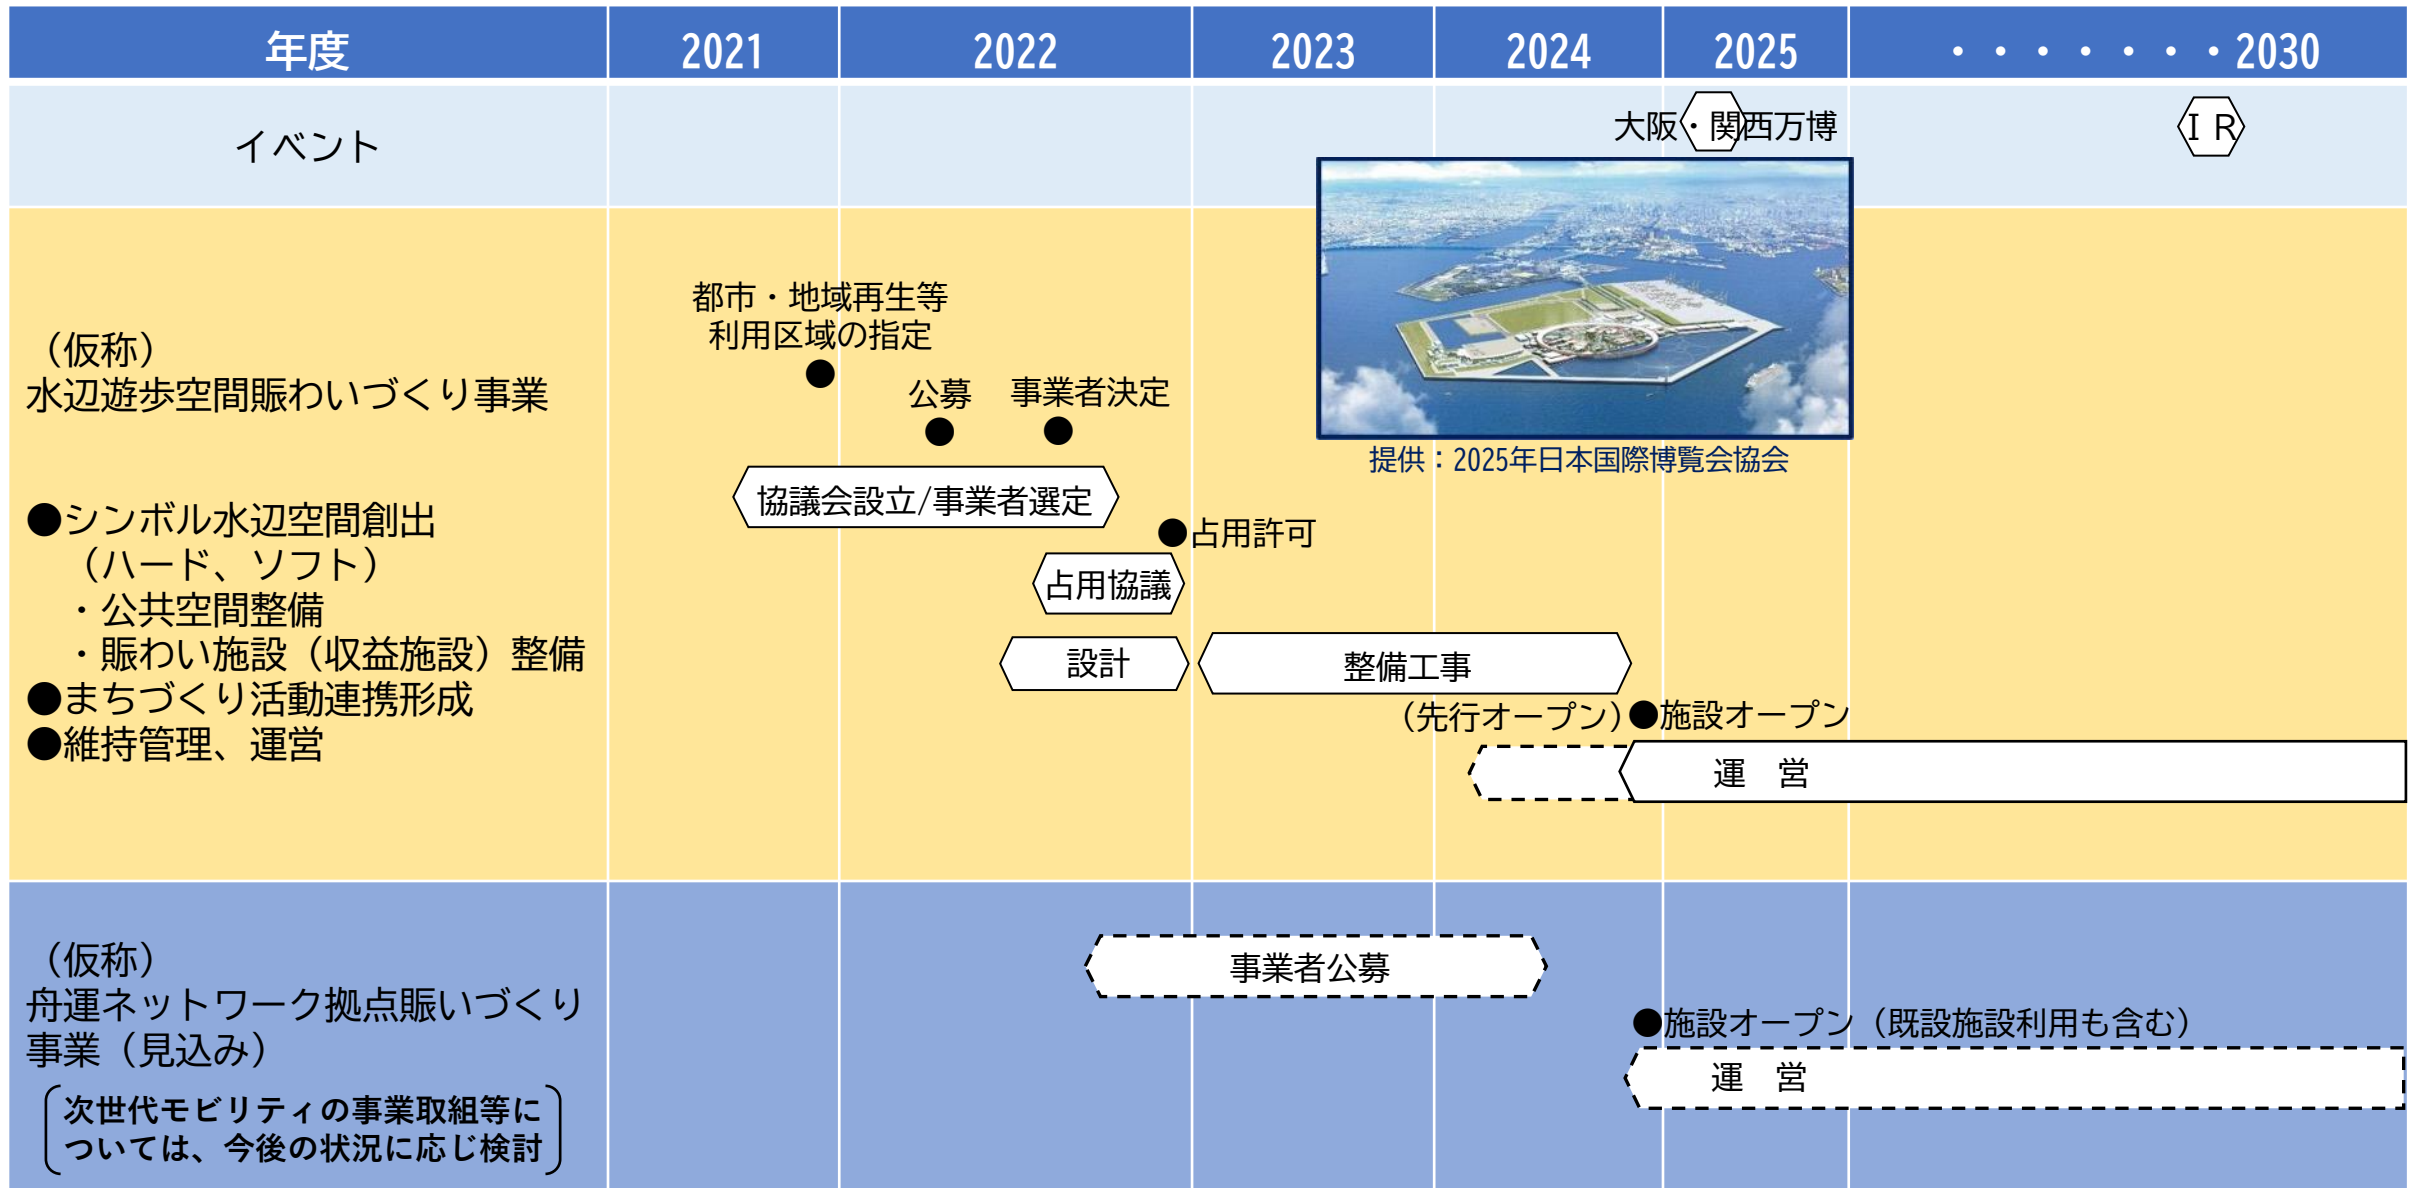 年度
2021
2022
2023
2024
2025
・・・・・・・2030
イベント
大阪・関西万博
ＩＲ
提供：2025年日本国際博覧会協会
（仮称）
水辺遊歩空間賑わいづくり事業
●シンボル水辺空間創出
（ハード、ソフト）
・公共空間整備
・賑わい施設（収益施設）整備
●まちづくり活動連携形成
●維持管理、運営
都市・地域再生等
利用区域の指定
●
公募
●
事業者決定
●
協議会設立/事業者選定
●占用許可
占用協議
設計
整備工事
（先行オープン）
●施設オープン
運　営
（仮称）
舟運ネットワーク拠点賑いづくり
事業（見込み）
次世代モビリティの事業取組等に
ついては、今後の状況に応じ検討
事業者公募
●施設オープン（既設施設利用も含む）
運　営